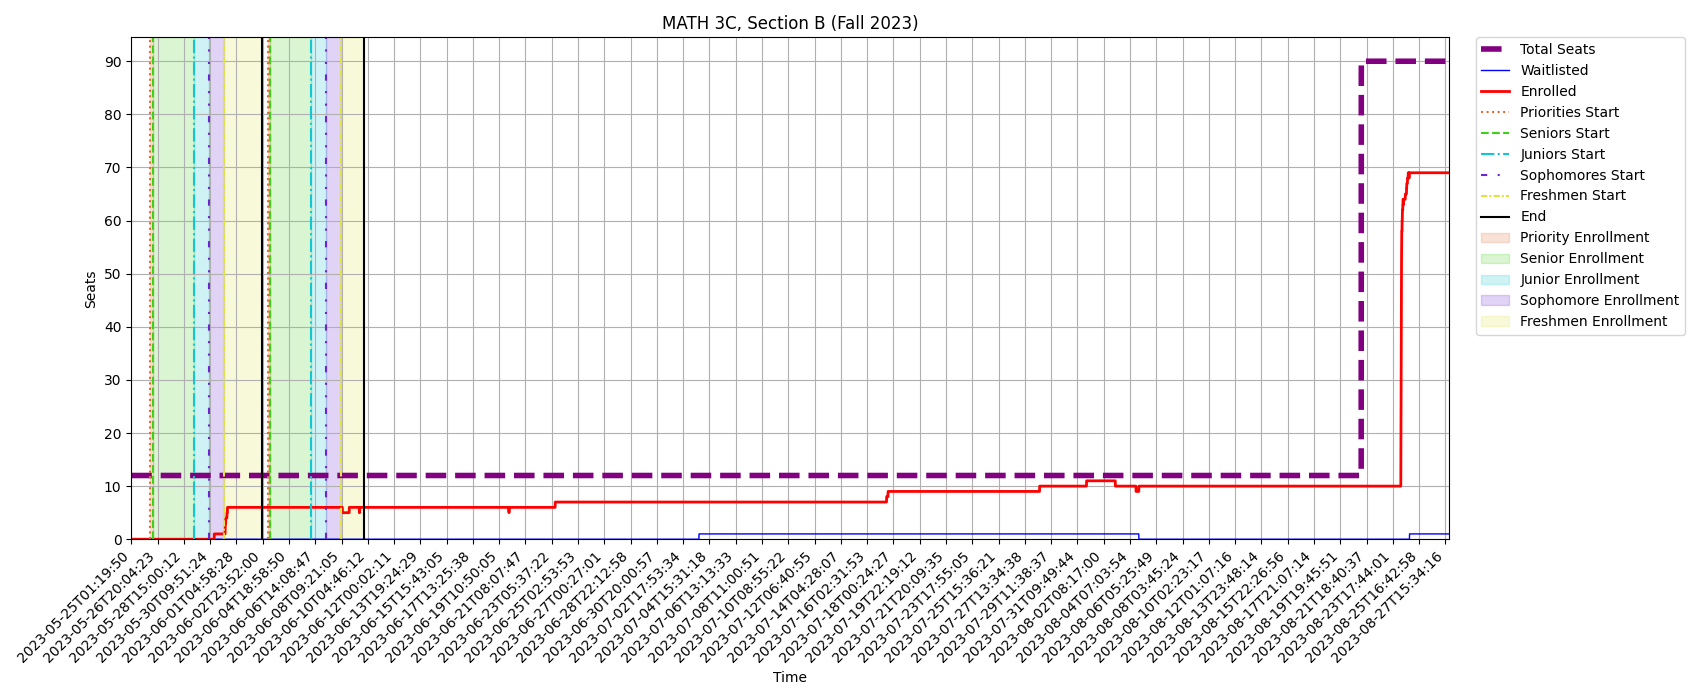 MATH 3C, Section B (Fall 2023)
Seats
90
80
70
60
50
40
30
20
10
0
2023-05-25T01:19:50
2023-05-26T20:04:23
2023-05-28T15:00:12
2023-05-30T09:51:24
2023-06-01T04:58:28
2023-06-02T23:52:00
2023-06-04T18:58:50
2023-06-06T14:08:47
2023-06-08T09:21:05
2023-06-10T04:46:12
2023-06-12T00:02:11
2023-06-13T19:24:29
2023-06-15T15:43:05
2023-06-17T13:25:38
2023-06-19T10:50:05
2023-06-21T08:07:47
2023-06-23T05:37:22
2023-06-25T02:53:53
2023-06-27T00:27:01
2023-06-28T22:12:58
2023-06-30T20:00:57
2023-07-02T17:53:34
2023-07-04T15:31:18
2023-07-06T13:13:33
2023-07-08T11:00:51
2023-07-10T08:55:22
2023-07-12T06:40:55
2023-07-14T04:28:07
2023-07-16T02:31:53
2023-07-18T00:24:27
2023-07-19T22:19:12
2023-07-21T20:09:35
2023-07-23T17:55:05
2023-07-25T15:36:21
2023-07-27T13:34:38
2023-07-29T11:38:37
2023-07-31T09:49:44
2023-08-02T08:17:00
2023-08-04T07:03:54
2023-08-06T05:25:49
2023-08-08T03:45:24
2023-08-10T02:23:17
2023-08-12T01:07:16
2023-08-13T23:48:14
2023-08-15T22:26:56
2023-08-17T21:07:14
2023-08-19T19:45:51
2023-08-21T18:40:37
2023-08-23T17:44:01
2023-08-25T16:42:58
2023-08-27T15:34:16
Time
Total Seats
Waitlisted
Enrolled
Priorities Start
Seniors Start
Juniors Start
Sophomores Start
Freshmen Start
End
Priority Enrollment
Senior Enrollment
Junior Enrollment
Sophomore Enrollment
Freshmen Enrollment